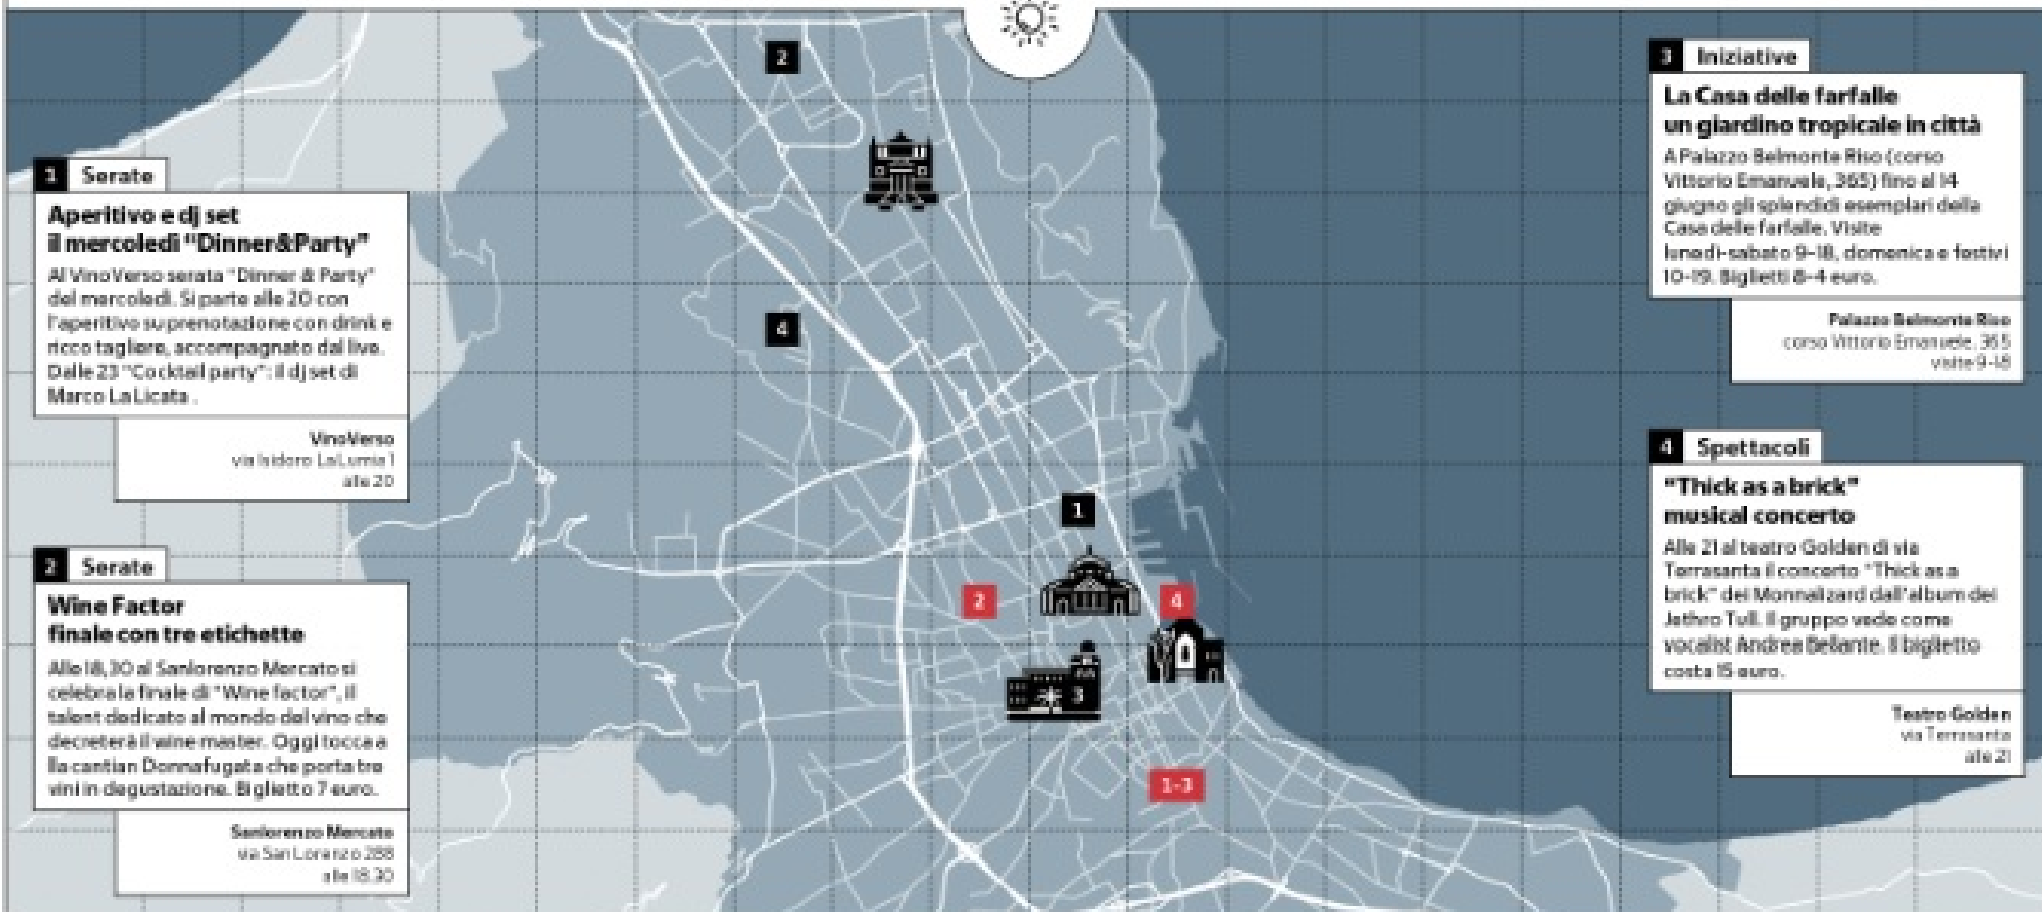 1 Serate
Aperitivo e dj set
il mercoledì "Dinner&Party"
Al VinoVerso serata "Dinner & Party"
del mercoledì. Si parte alle 20 con
l'aperitivo su prenotazione con drink e
ricco tagliere, accompagnato dal live.
Dalle 23 "Cocktail party": il dj set di
Marco La Licata .
VinoVerso
via Isidoro La Lumia 1
alle 20
2 Serate
Wine Factor
finale con tre etichette
Alle 18,30 al Sanlorenzo Mercato si
celebra la finale di "Wine factor", il
talent dedicato al mondo del vino che
decreterà il wine master. Oggi tocca a
lla cantian Donnafugata che porta tre
vini in degustazione. Biglietto 7 euro.
Sanlorenzo Mercato
via San Lorenzo 288
alle 18.30
2
4
1
2
4
3
1-3
3 Iniziative
La Casa delle farfalle
un giardino tropicale in città
A Palazzo Belmonte Riso (corso
Vittorio Emanuele, 365) fino al 14
giugno gli splendidi esemplari della
Casa delle farfalle. Visite
lunedì-sabato 9-18, domenica e festivi
10-19. Biglietti 8-4 euro.
Palazzo Belmonte Riso
corso Vittorio Emanuele, 365
visite 9-18
4 Spettacoli
"Thick as a brick"
musical concerto
Alle 21 al teatro Golden di via
Terrasanta il concerto "Thick as a
brick" dei Monnalizard dall'album dei
Jethro Tull. Il gruppo vede come
vocalist Andrea Bellante. Il biglietto
costa 15 euro.
Teatro Golden
via Terrasanta
alle 21